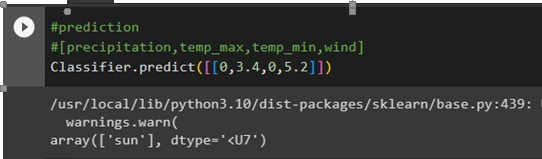 #prediction
#[precipitation,temp_max,temp_min,wind]
Classifier.predict([[0,3.4,0,5.2]])
/usr/local/lib/python3.10/dist-packages/sklearn/base.py:439:
warnings.warn(
array(['sun'], dtype='<U7')